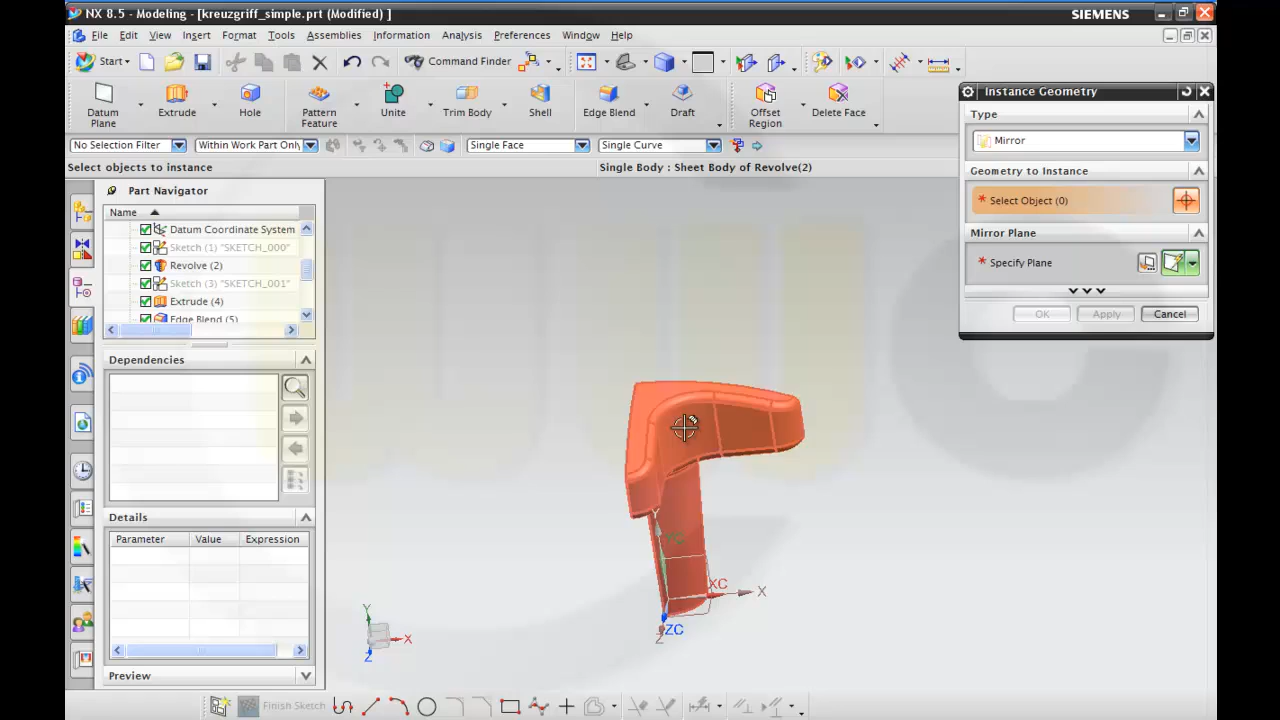 NX 8.5 - Modeling - [kreuzgriff_simple.prt (Modified) ]
SIEMENS
File Edit View Insert Format Tools Assemblies Information Analysis Preferences Window Help
Start
Command Finder
Datum Plane
Extrude
Hole
Pattern Feature
Unite
Trim Body
Shell
Edge Blend
Draft
Offset Region
Delete Face
No Selection Filter
Within Work Part Only
Single Face
Single Curve
Select objects to instance
Single Body : Sheet Body of Revolve(2)
Part Navigator
Name
Datum Coordinate System
Sketch (1) "SKETCH_000"
Revolve (2)
Sketch (3) "SKETCH_001"
Extrude (4)
Edge Blend (5)
Dependencies
Details
Parameter Value Expression
Preview
Instance Geometry
Type
Mirror
Geometry to Instance
* Select Object (0)
Mirror Plane
* Specify Plane
OK Apply Cancel
Y
YC
XC
X
ZC
Z
Y
X
Z
Finish Sketch